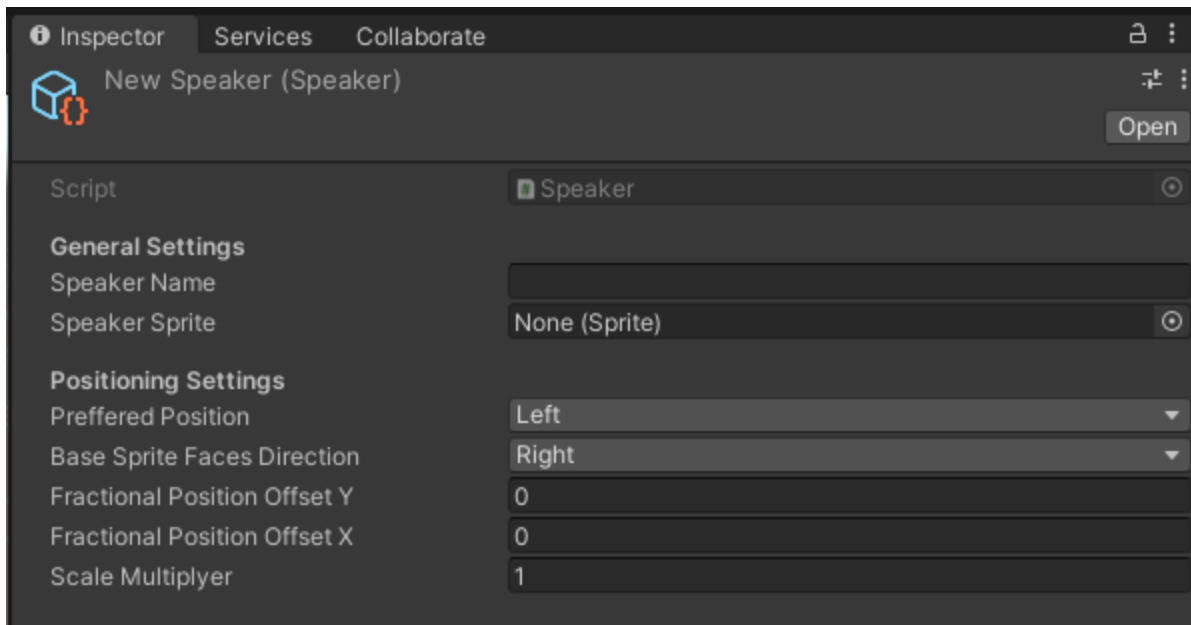 Inspector Services Collaborate
New Speaker (Speaker)
Open
Script Speaker
General Settings
Speaker Name
Speaker Sprite None (Sprite)
Positioning Settings
Preffered Position Left
Base Sprite Faces Direction Right
Fractional Position Offset Y 0
Fractional Position Offset X 0
Scale Multiplyer 1